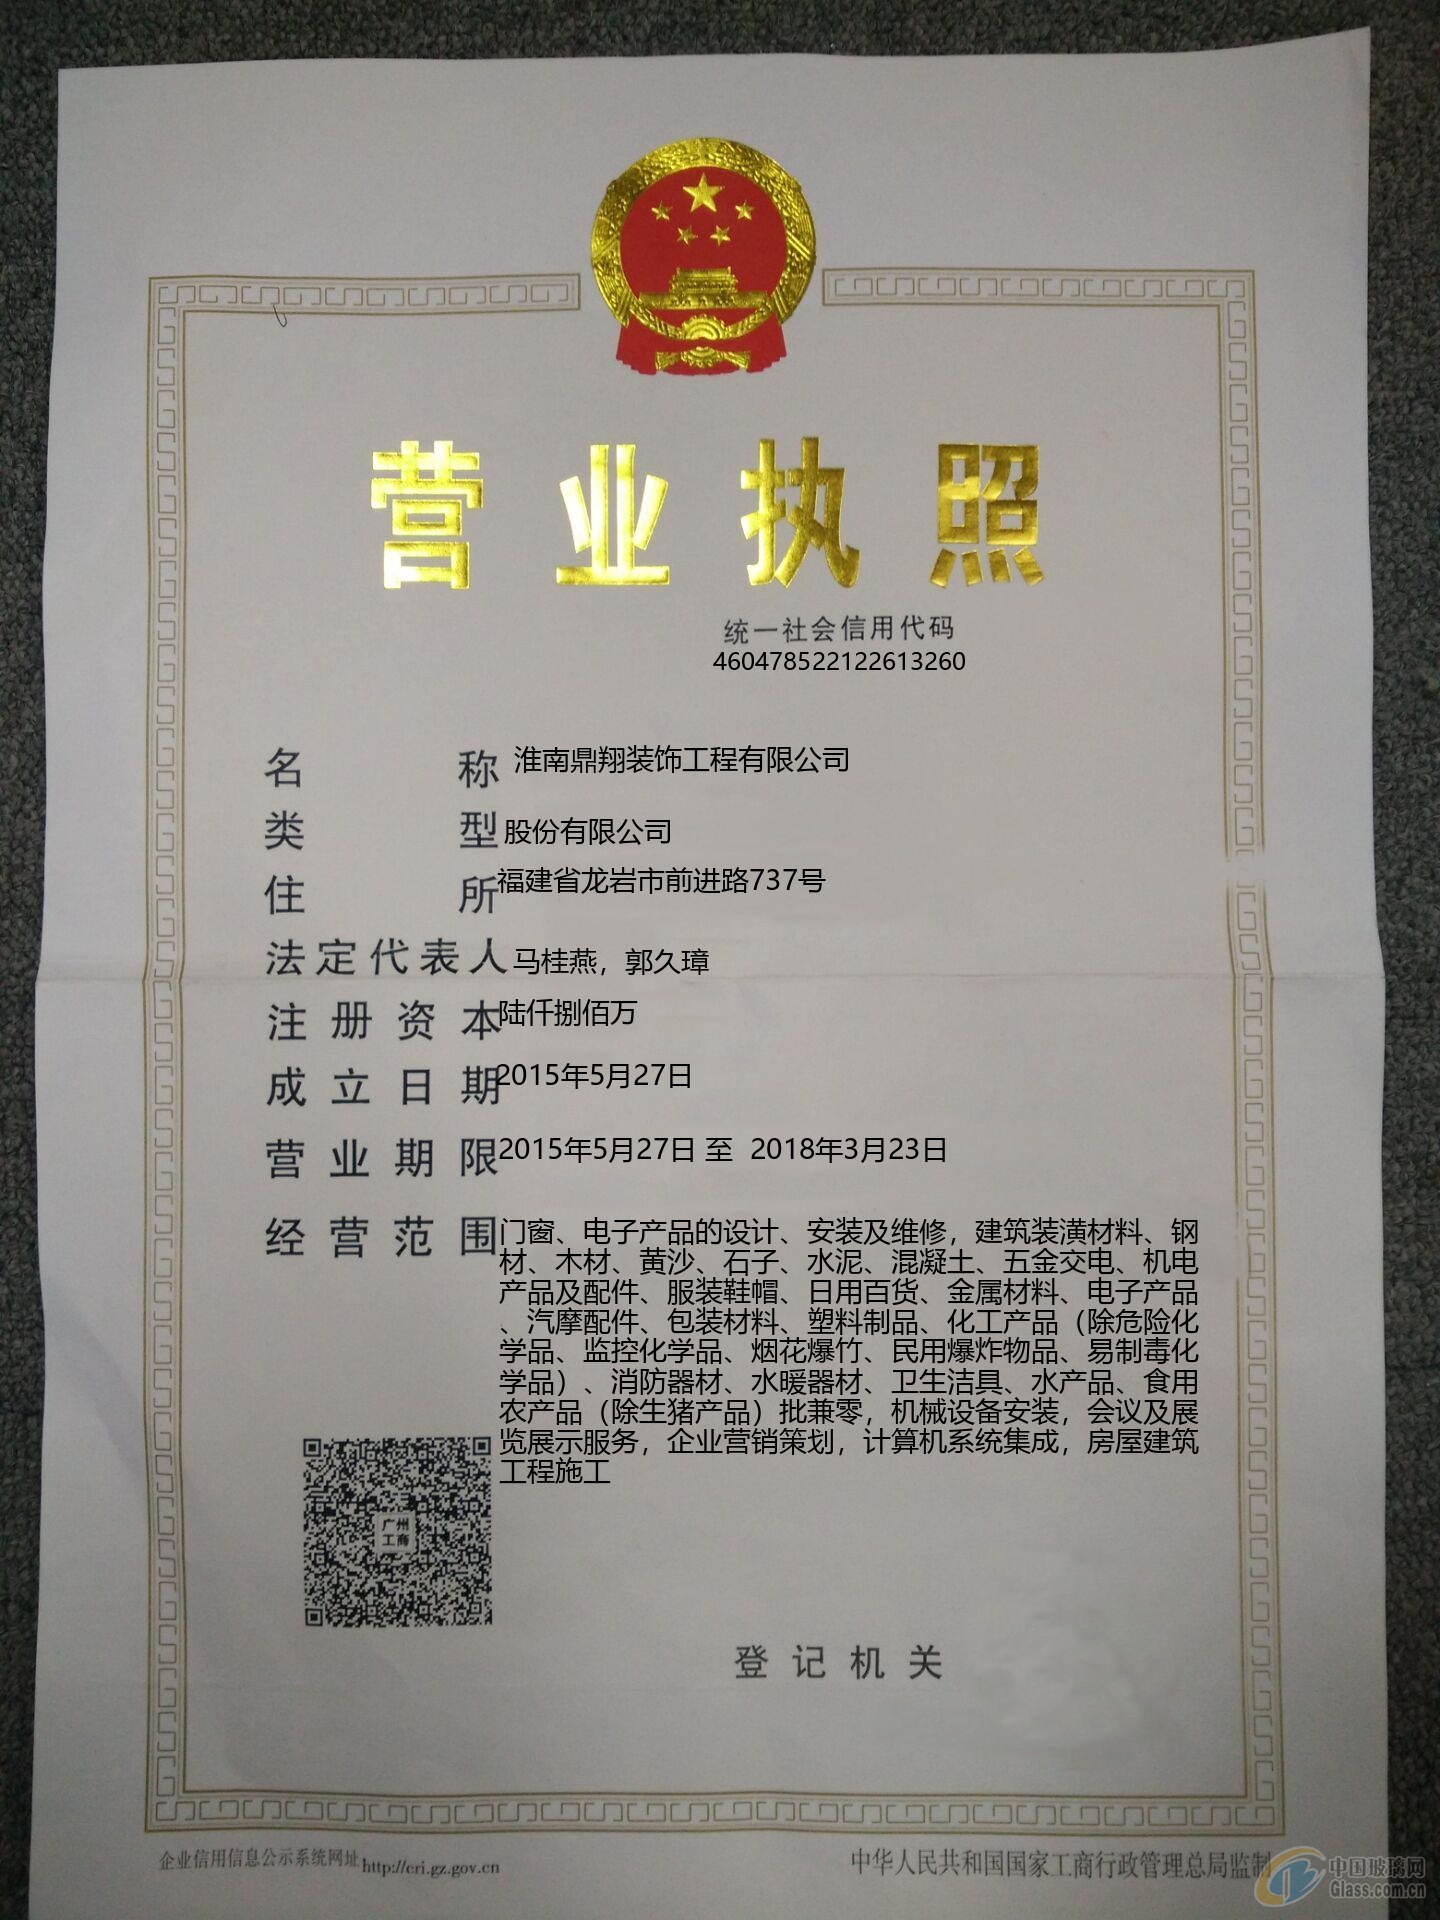 营业执照
统一社会信用代码
460478522122613260
名称 淮南鼎翔装饰工程有限公司
类型 股份有限公司
住所 福建省龙岩市前进路737号
法定代表人 马桂燕，郭久璋
注册资本 陆仟捌佰万
成立日期 2015年5月27日
营业期限 2015年5月27日 至 2018年3月23日
经营范围 门窗、电子产品的设计、安装及维修，建筑装潢材料、钢
材、木材、黄沙、石子、水泥、混凝土、五金交电、机电
产品及配件、服装鞋帽、日用百货、金属材料、电子产品
、汽摩配件、包装材料、塑料制品、化工产品（除危险化
学品、监控化学品、烟花爆竹、民用爆炸物品、易制毒化
学品）、消防器材、水暖器材、卫生洁具、水产品、食用
农产品（除生猪产品）批兼零，机械设备安装，会议及展
览展示服务，企业营销策划，计算机系统集成，房屋建筑
工程施工
广州
工商
登记机关
企业信用信息公示系统网址 http://cri.gz.gov.cn
中华人民共和国国家工商行政管理总局监制
中国玻璃网
Glass.com.cn